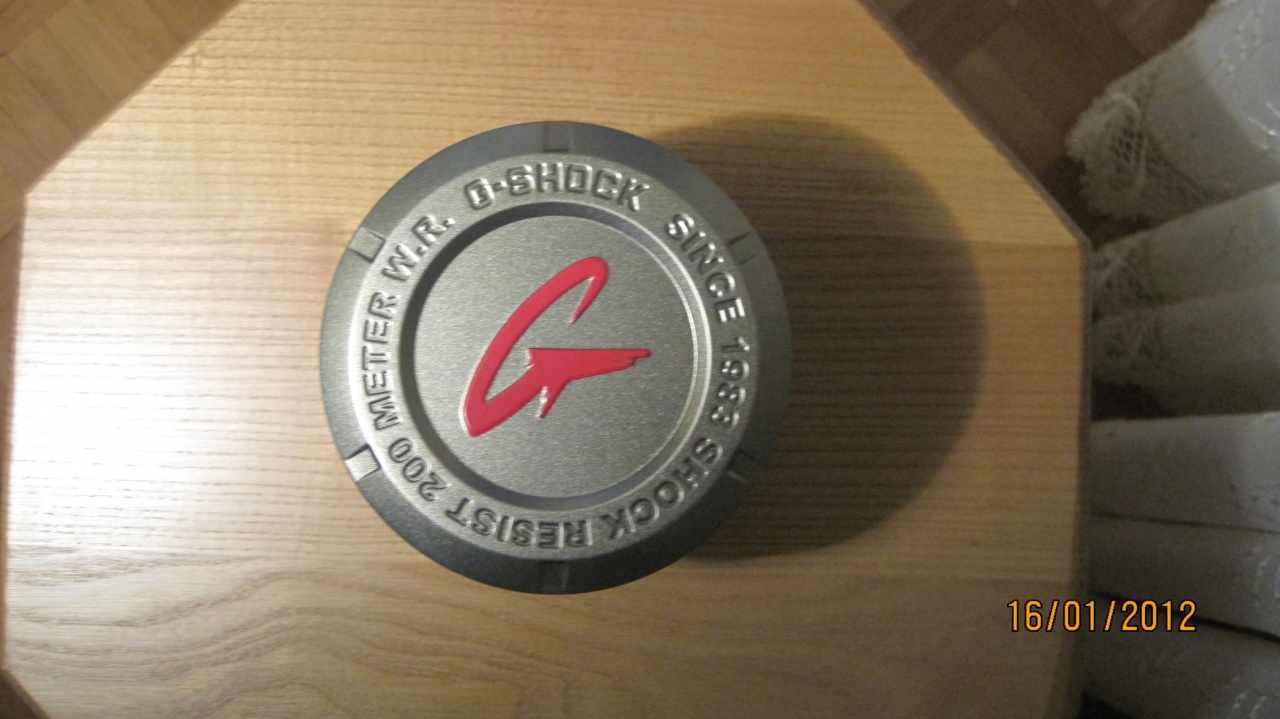 G-SHOCK SINCE 1983 SHOCK RESIST 200 METER W.R.
G
16/01/2012